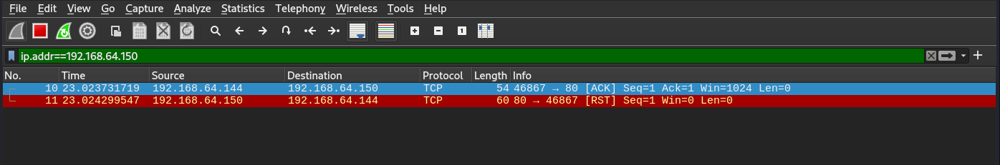 File Edit View Go Capture Analyze Statistics Telephony Wireless Tools Help
1
ip.addr==192.168.64.150
No. Time Source Destination Protocol Length Info
10 23.023731719 192.168.64.144 192.168.64.150 TCP 54 46867 → 80 [ACK] Seq=1 Ack=1 Win=1024 Len=0
11 23.024299547 192.168.64.150 192.168.64.144 TCP 60 80 → 46867 [RST] Seq=1 Win=0 Len=0